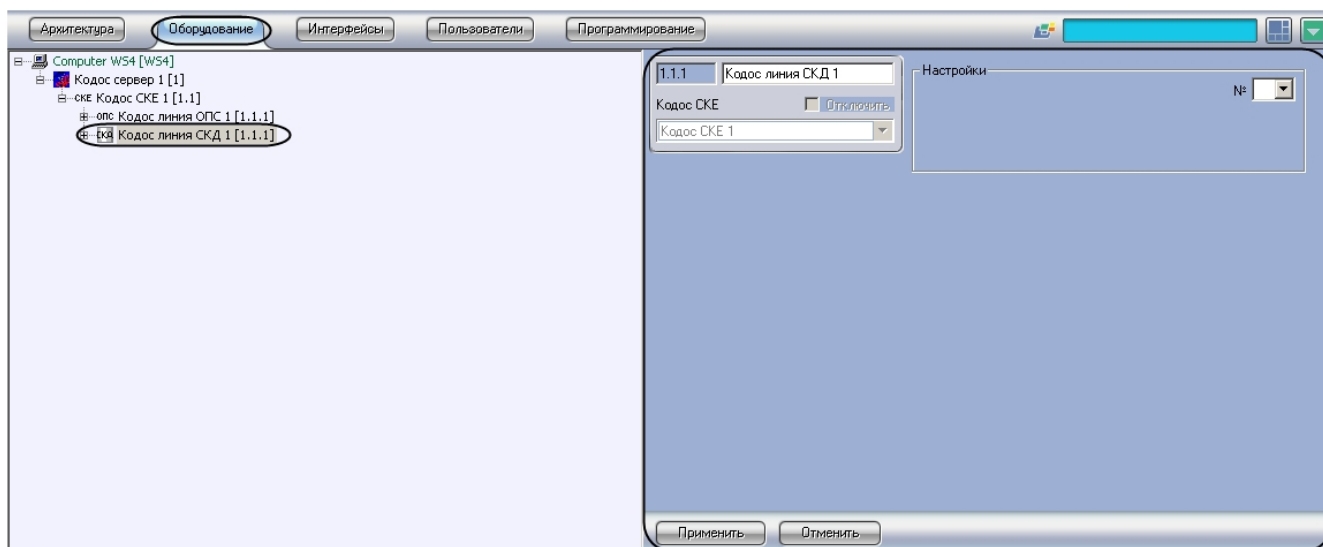 Архитектура Оборудование Интерфейсы Пользователи Программирование
Computer WS4 [WS4]
Кодос сервер 1 [1]
СКЕ Кодос СКЕ 1 [1.1]
опс Кодос линия ОПС 1 [1.1.1]
скд Кодос линия СКД 1 [1.1.1]
1.1.1 Кодос линия СКД 1
Кодос СКЕ Отключить
Кодос СКЕ 1
Настройки
№
Применить Отменить